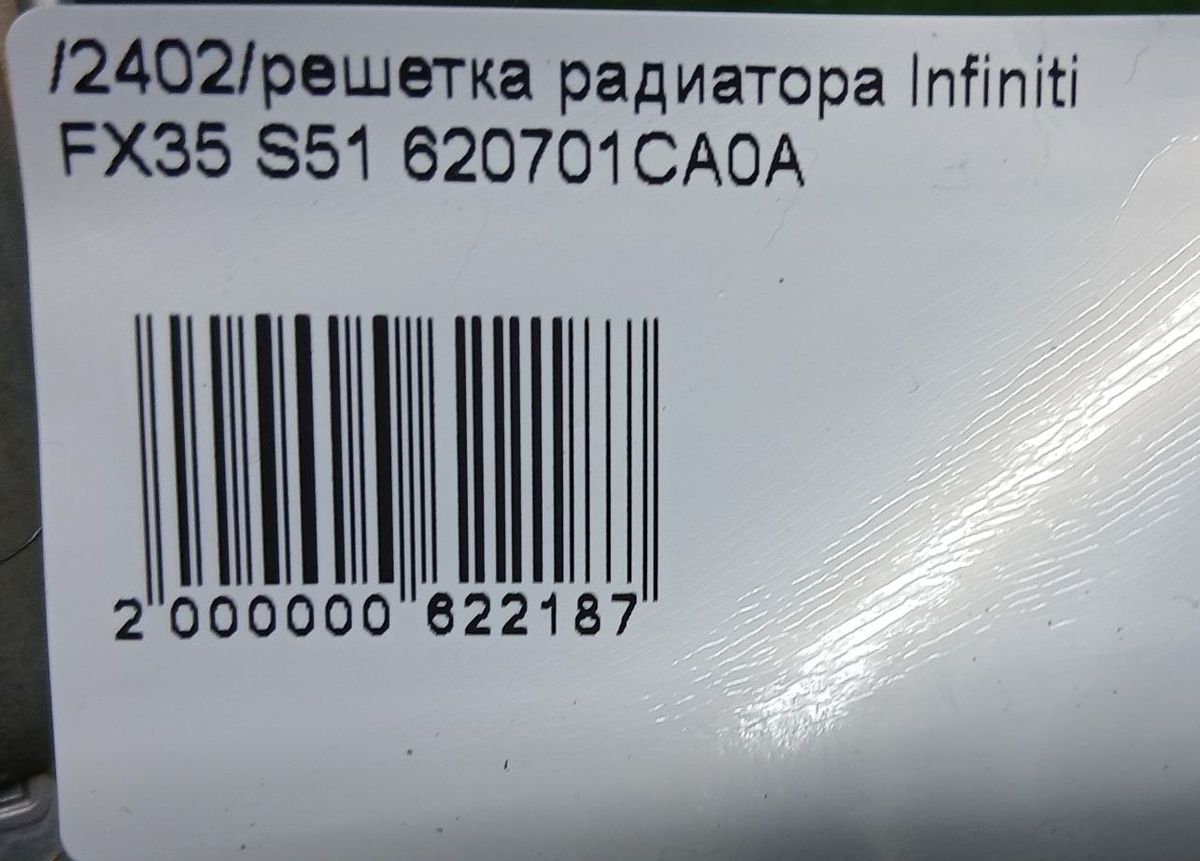 /2402/решетка радиатора Infiniti
FX35 S51 620701CA0A
2 000000 622187